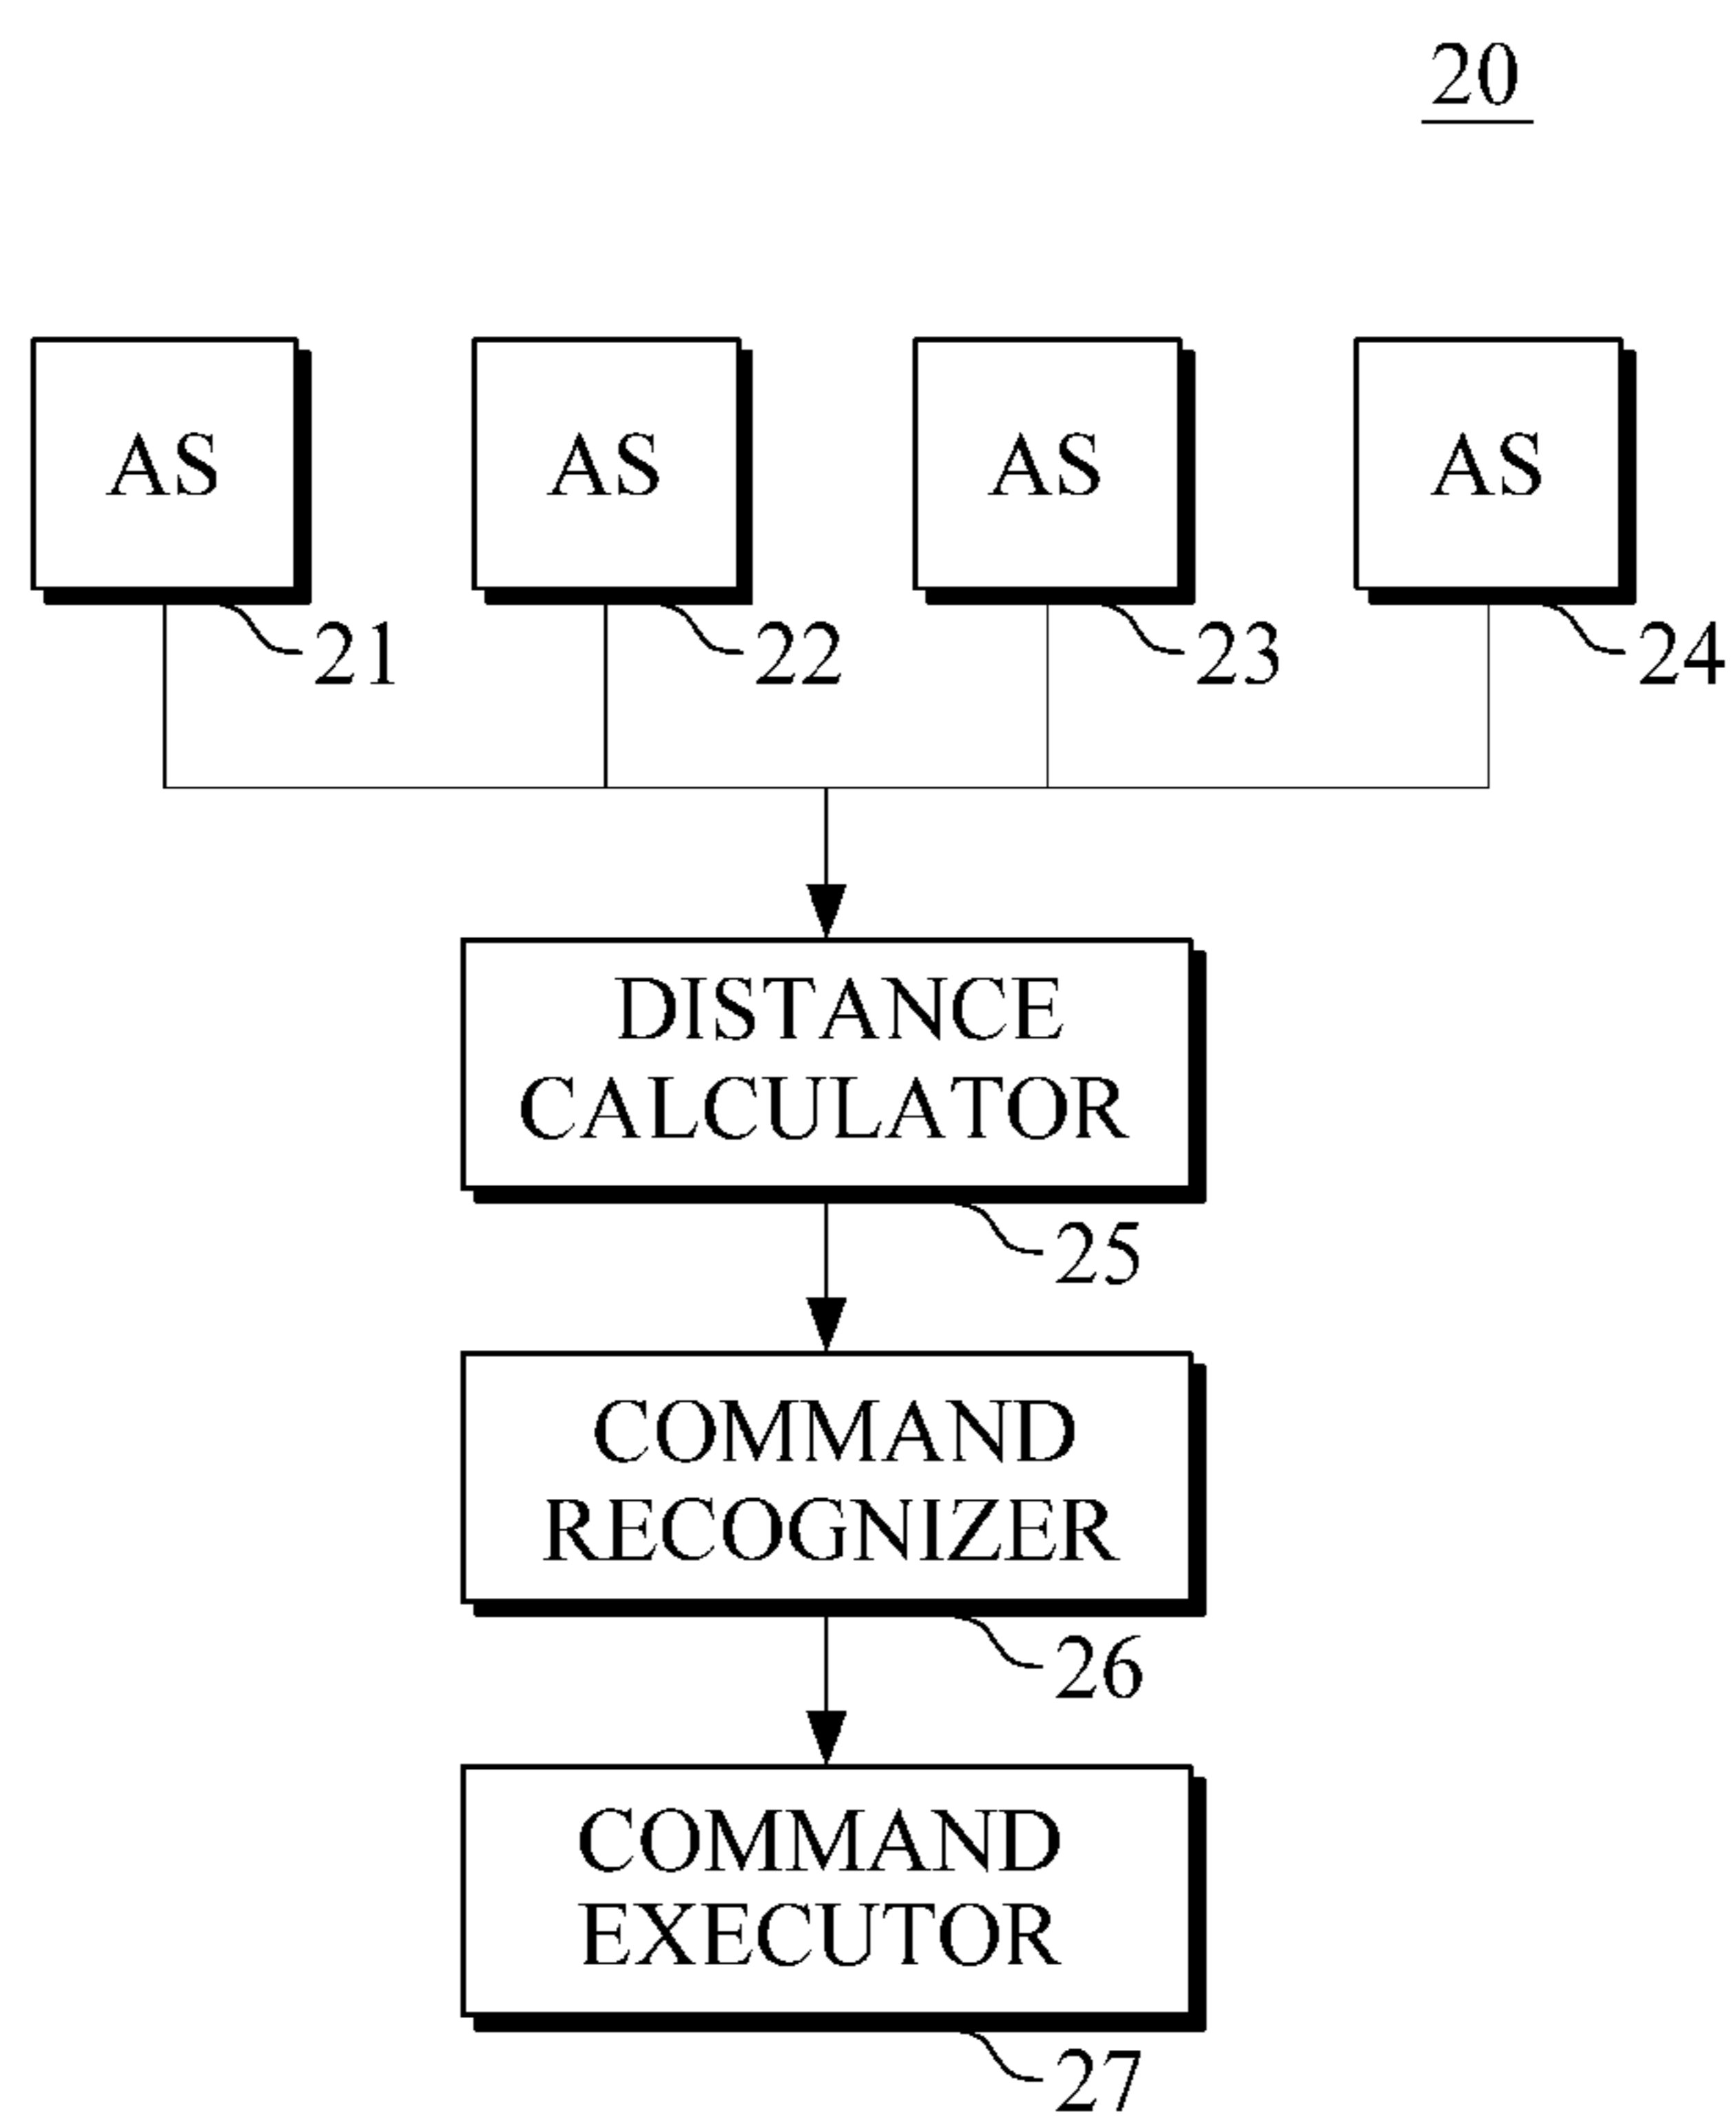 20
AS AS AS AS
21 22 23 24
DISTANCE
CALCULATOR
25
COMMAND
RECOGNIZER
26
COMMAND
EXECUTOR
27